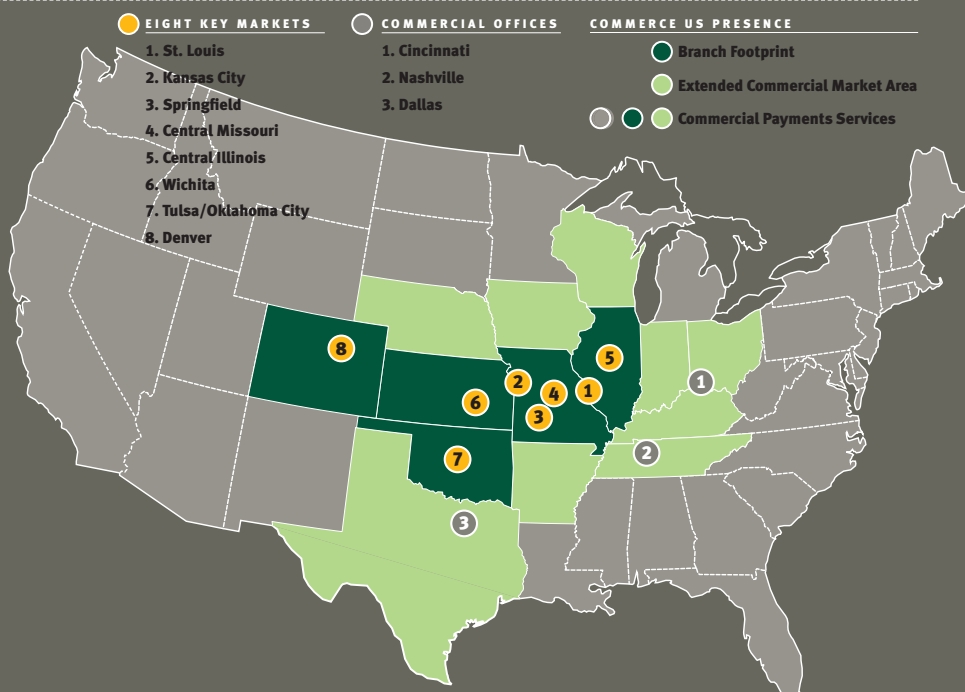 EIGHT KEY MARKETS
1. St. Louis
2. Kansas City
3. Springfield
4. Central Missouri
5. Central Illinois
6. Wichita
7. Tulsa/Oklahoma City
8. Denver
COMMERCIAL OFFICES
1. Cincinnati
2. Nashville
3. Dallas
COMMERCE US PRESENCE
Branch Footprint
Extended Commercial Market Area
Commercial Payments Services
8
5
2
4
1
1
6
3
7
2
3